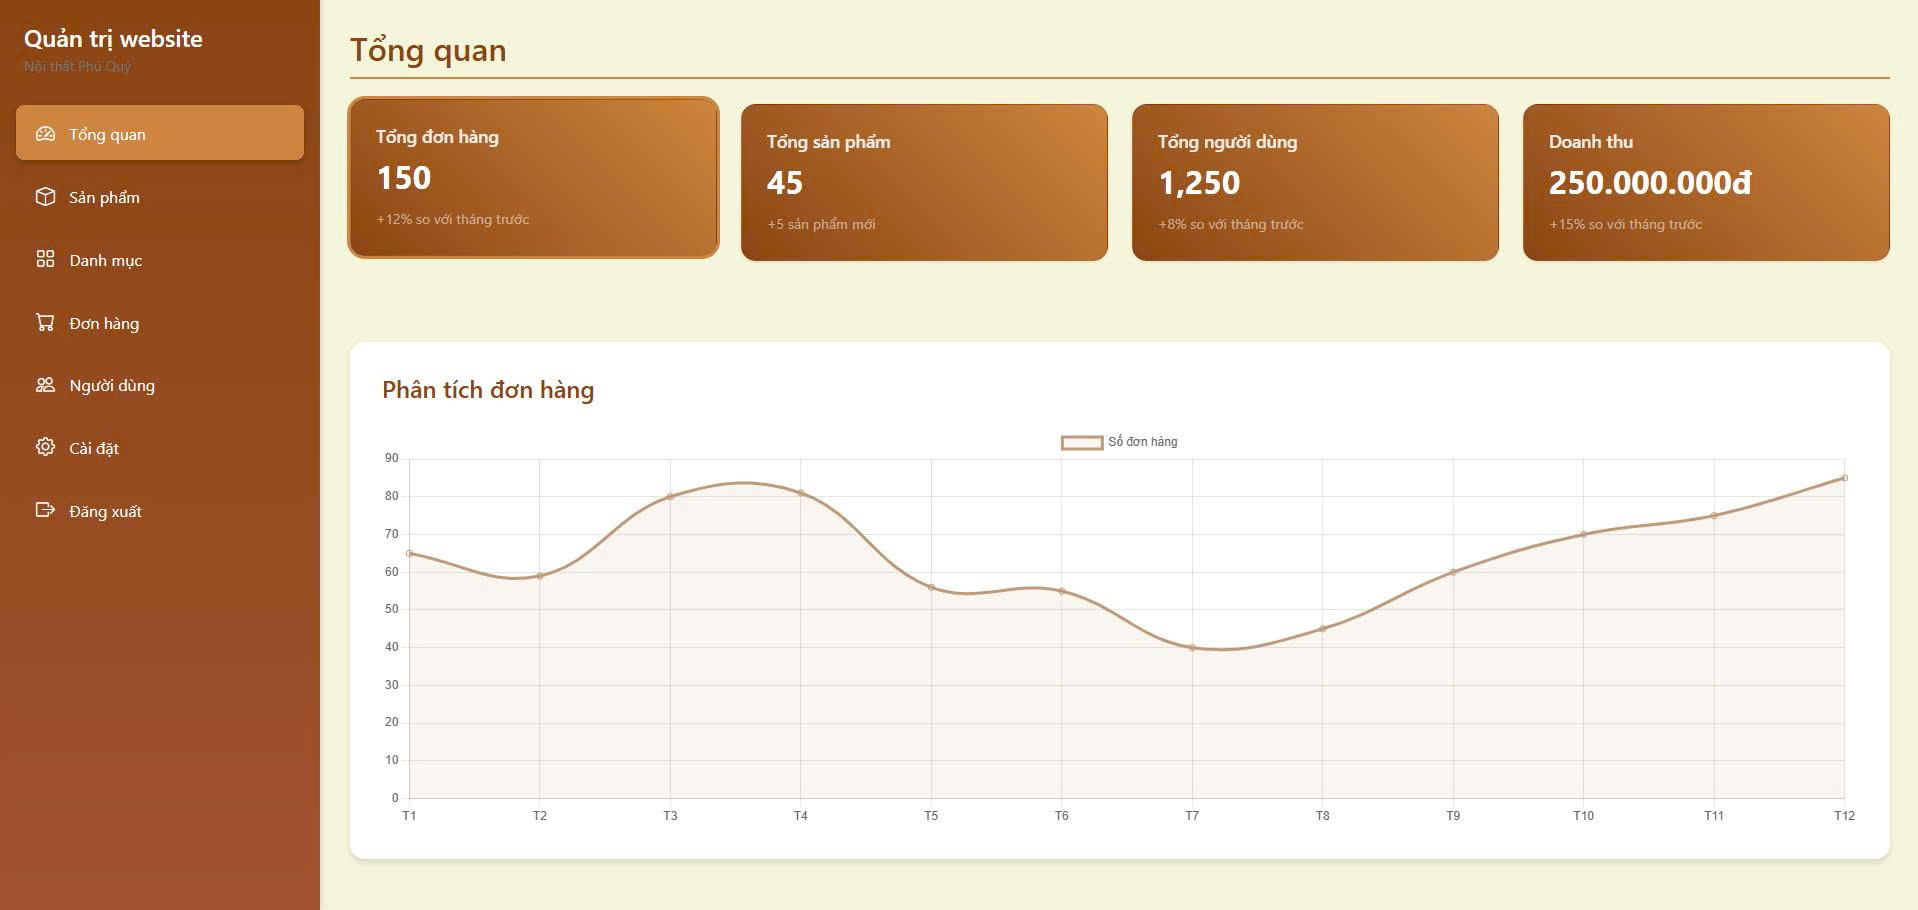 Quản trị website
Nội thất Phú Quý
Tổng quan
Sản phẩm
Danh mục
Đơn hàng
Người dùng
Cài đặt
Đăng xuất
Tổng quan
Tổng đơn hàng
150
+12% so với tháng trước
Tổng sản phẩm
45
+5 sản phẩm mới
Tổng người dùng
1,250
+8% so với tháng trước
Doanh thu
250.000.000đ
+15% so với tháng trước
Phân tích đơn hàng
Số đơn hàng
90
80
70
60
50
40
30
20
10
0
T1 T2 T3 T4 T5 T6 T7 T8 T9 T10 T11 T12